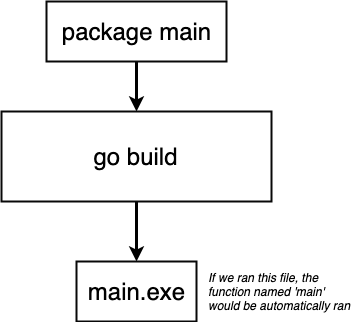 package main
go build
main.exe
If we ran this file, the
function named 'main'
would be automatically ran